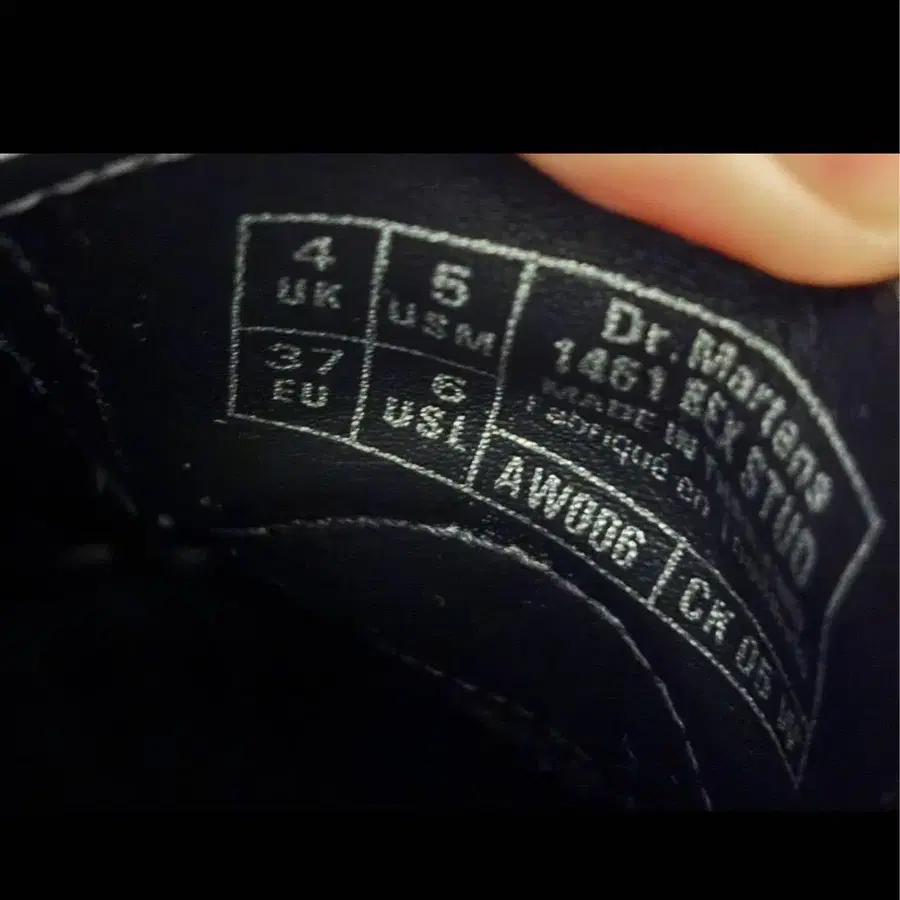 4
UK
5
USM
37
EU
6
USL
Dr. Martens
1461 BEX STUD
MADE IN
Fabriqué en
AW006
CK 05